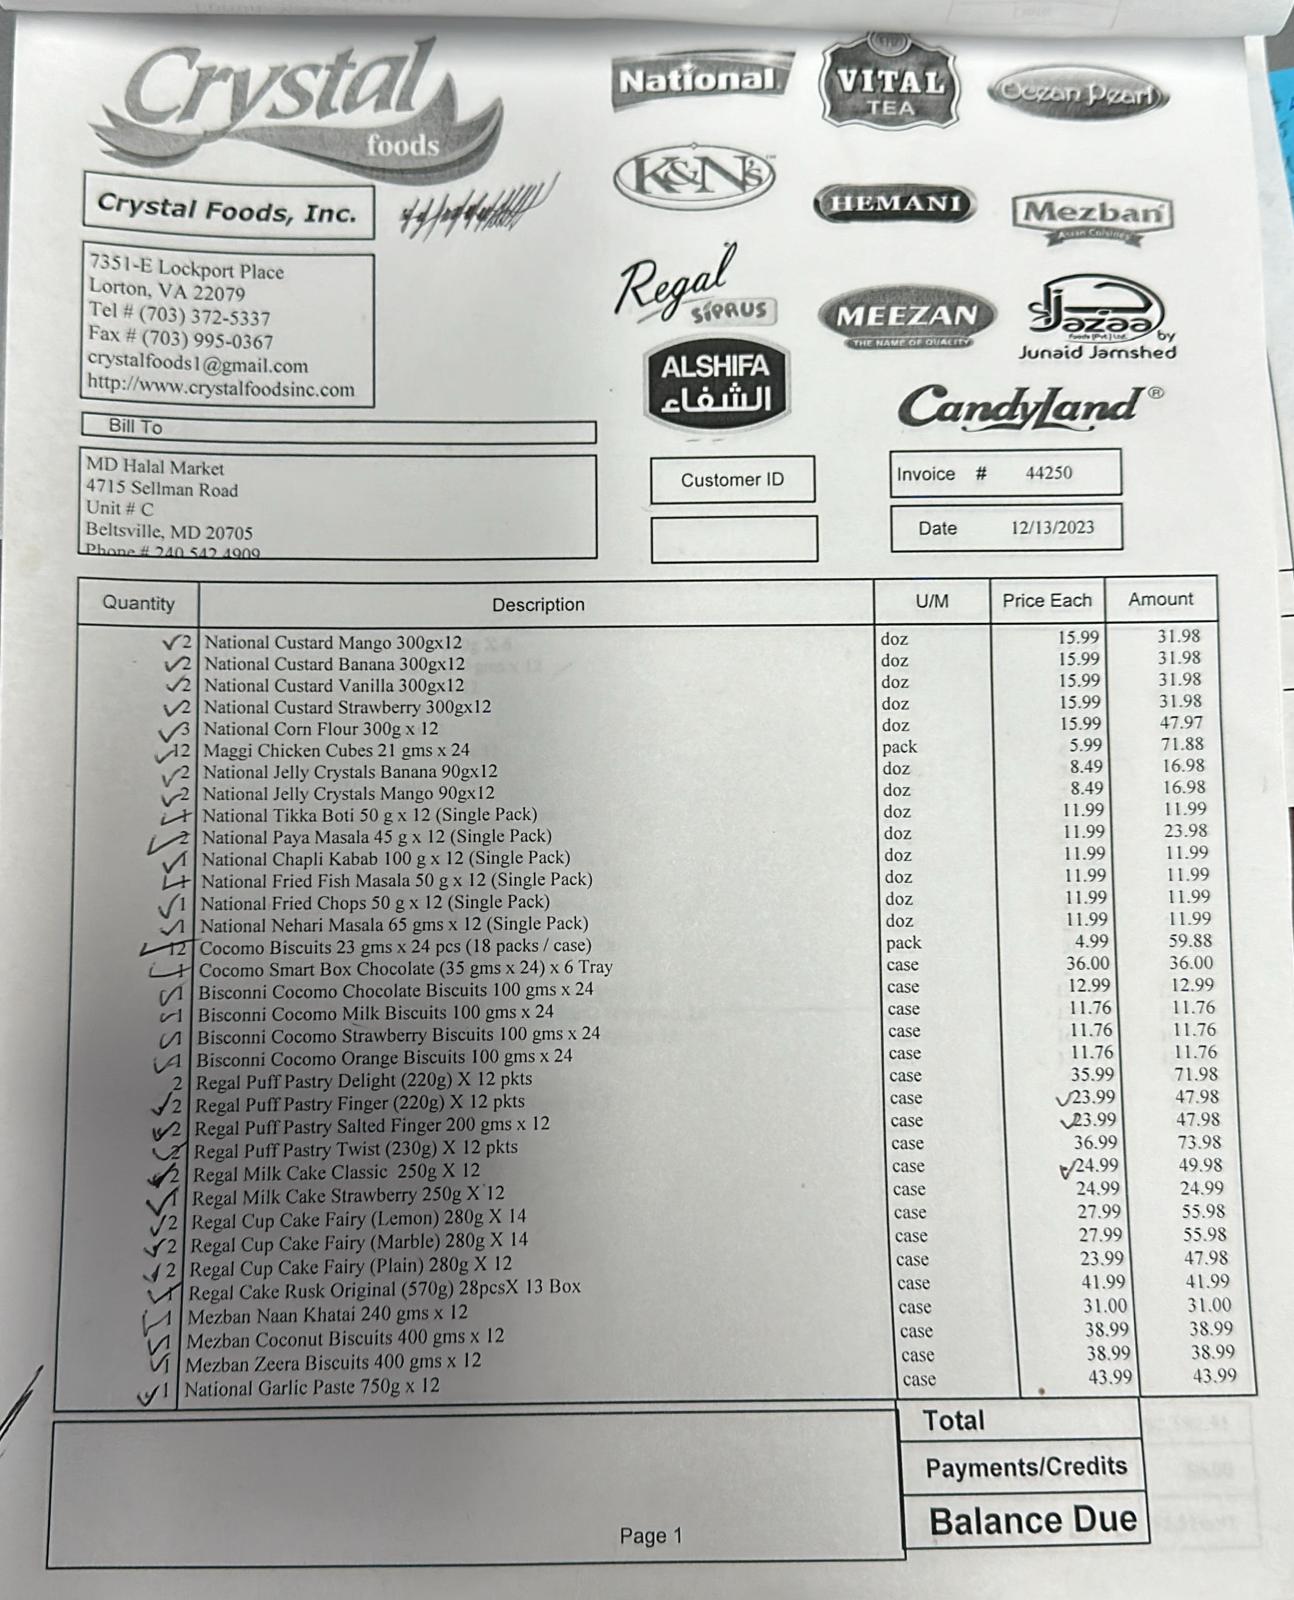 Crystal
foods
National
VITAL
TEA
Ocean Pearl
K&N's
HEMANI
Mezban
Asian Cuisines
Regal
SIPRUS
MEEZAN
THE NAME OF QUALITY
Jazaa
Foods (Pvt.) Ltd.
by
Junaid Jamshed
ALSHIFA
الشفاء
CandyLand ®
Crystal Foods, Inc.
7351-E Lockport Place
Lorton, VA 22079
Tel # (703) 372-5337
Fax # (703) 995-0367
crystalfoods1@gmail.com
http://www.crystalfoodsinc.com
Bill To
MD Halal Market
4715 Sellman Road
Unit # C
Beltsville, MD 20705
Phone # 240 542 4909
Customer ID
Invoice # 44250
Date 12/13/2023
Quantity Description U/M Price Each Amount
2 National Custard Mango 300gx12 doz 15.99 31.98
2 National Custard Banana 300gx12 doz 15.99 31.98
2 National Custard Vanilla 300gx12 doz 15.99 31.98
2 National Custard Strawberry 300gx12 doz 15.99 31.98
3 National Corn Flour 300g x 12 doz 15.99 47.97
12 Maggi Chicken Cubes 21 gms x 24 pack 5.99 71.88
2 National Jelly Crystals Banana 90gx12 doz 8.49 16.98
2 National Jelly Crystals Mango 90gx12 doz 8.49 16.98
1 National Tikka Boti 50 g x 12 (Single Pack) doz 11.99 11.99
2 National Paya Masala 45 g x 12 (Single Pack) doz 11.99 23.98
1 National Chapli Kabab 100 g x 12 (Single Pack) doz 11.99 11.99
1 National Fried Fish Masala 50 g x 12 (Single Pack) doz 11.99 11.99
1 National Fried Chops 50 g x 12 (Single Pack) doz 11.99 11.99
1 National Nehari Masala 65 gms x 12 (Single Pack) doz 11.99 11.99
12 Cocomo Biscuits 23 gms x 24 pcs (18 packs / case) pack 4.99 59.88
1 Cocomo Smart Box Chocolate (35 gms x 24) x 6 Tray case 36.00 36.00
1 Bisconni Cocomo Chocolate Biscuits 100 gms x 24 case 12.99 12.99
1 Bisconni Cocomo Milk Biscuits 100 gms x 24 case 11.76 11.76
1 Bisconni Cocomo Strawberry Biscuits 100 gms x 24 case 11.76 11.76
1 Bisconni Cocomo Orange Biscuits 100 gms x 24 case 11.76 11.76
2 Regal Puff Pastry Delight (220g) X 12 pkts case 35.99 71.98
2 Regal Puff Pastry Finger (220g) X 12 pkts case 23.99 47.98
2 Regal Puff Pastry Salted Finger 200 gms x 12 case 23.99 47.98
2 Regal Puff Pastry Twist (230g) X 12 pkts case 36.99 73.98
2 Regal Milk Cake Classic 250g X 12 case 24.99 49.98
1 Regal Milk Cake Strawberry 250g X 12 case 24.99 24.99
2 Regal Cup Cake Fairy (Lemon) 280g X 14 case 27.99 55.98
2 Regal Cup Cake Fairy (Marble) 280g X 14 case 27.99 55.98
2 Regal Cup Cake Fairy (Plain) 280g X 12 case 23.99 47.98
1 Regal Cake Rusk Original (570g) 28pcsX 13 Box case 41.99 41.99
1 Mezban Naan Khatai 240 gms x 12 case 31.00 31.00
1 Mezban Coconut Biscuits 400 gms x 12 case 38.99 38.99
1 Mezban Zeera Biscuits 400 gms x 12 case 38.99 38.99
1 National Garlic Paste 750g x 12 case 43.99 43.99
Total
Payments/Credits
Balance Due
Page 1